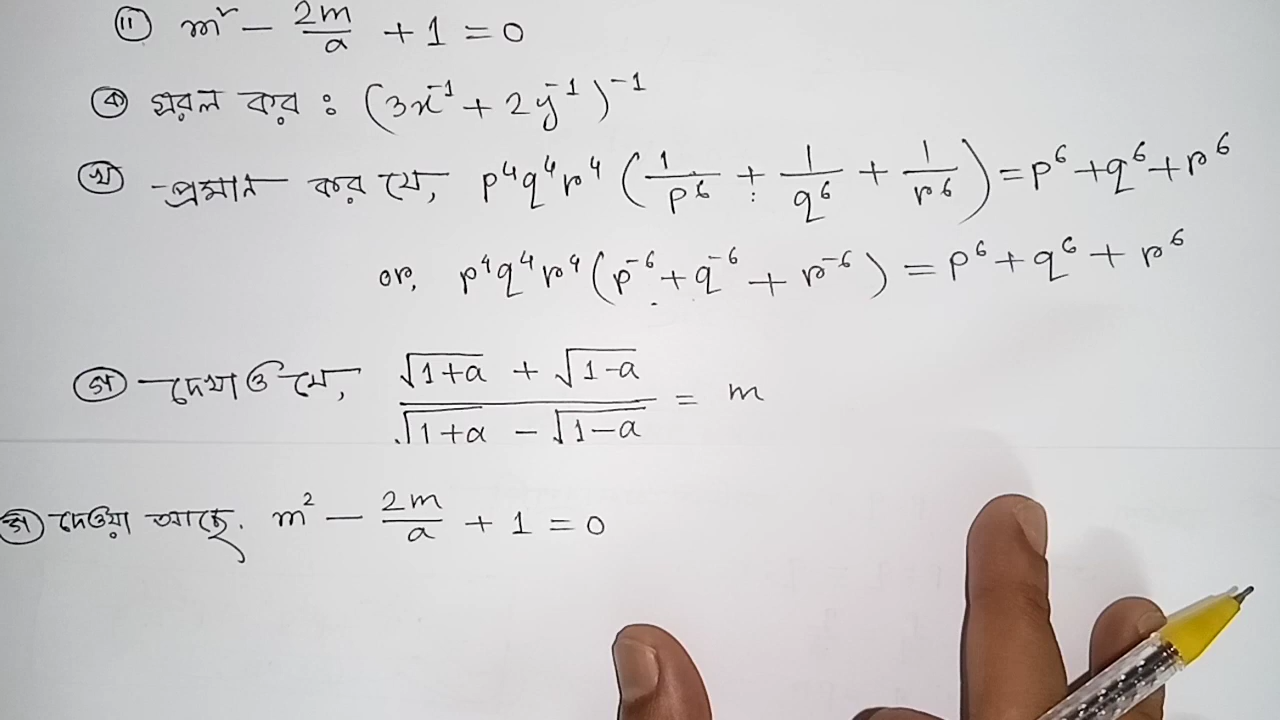 (ii) m² - 2m/a + 1 = 0
(ক) সরল কর : (3x⁻¹ + 2y⁻¹)⁻¹
(খ) প্রমাণ কর যে, p⁴q⁴r⁴ (1/p⁶ + 1/q⁶ + 1/r⁶) = p⁶ + q⁶ + r⁶
or, p⁴q⁴r⁴ (p⁻⁶ + q⁻⁶ + r⁻⁶) = p⁶ + q⁶ + r⁶
(গ) দেখাও যে, (√(1+a) + √(1-a)) / (√(1+a) - √(1-a)) = m
(গ) দেওয়া আছে, m² - 2m/a + 1 = 0